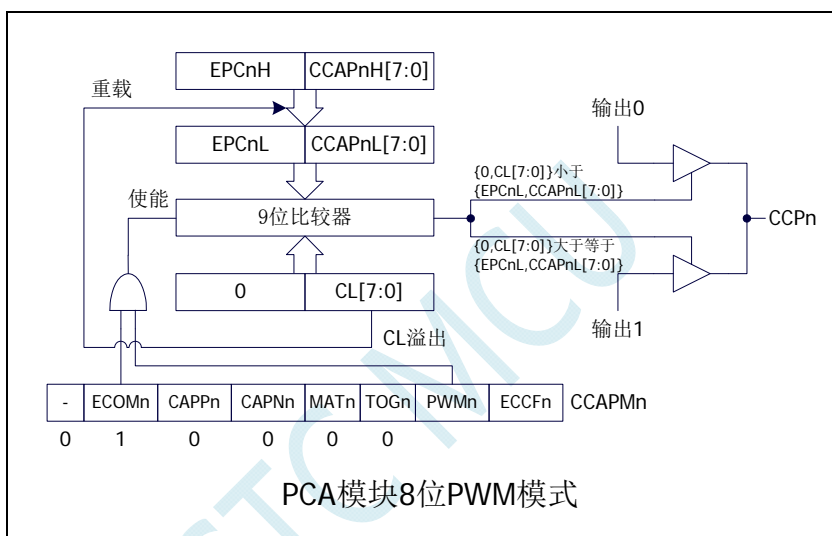 EPCnH CCAPnH[7:0]
重载
EPCnL CCAPnL[7:0]
输出0
使能
9位比较器
{0,CL[7:0]}小于
{EPCnL,CCAPnL[7:0]}
CCPn
{0,CL[7:0]}大于等于
{EPCnL,CCAPnL[7:0]}
0 CL[7:0]
输出1
CL溢出
- ECOMn CAPPn CAPNn MATn TOGn PWMn ECCFn CCAPMn
0 1 0 0 0 0
PCA模块8位PWM模式
STC MCU